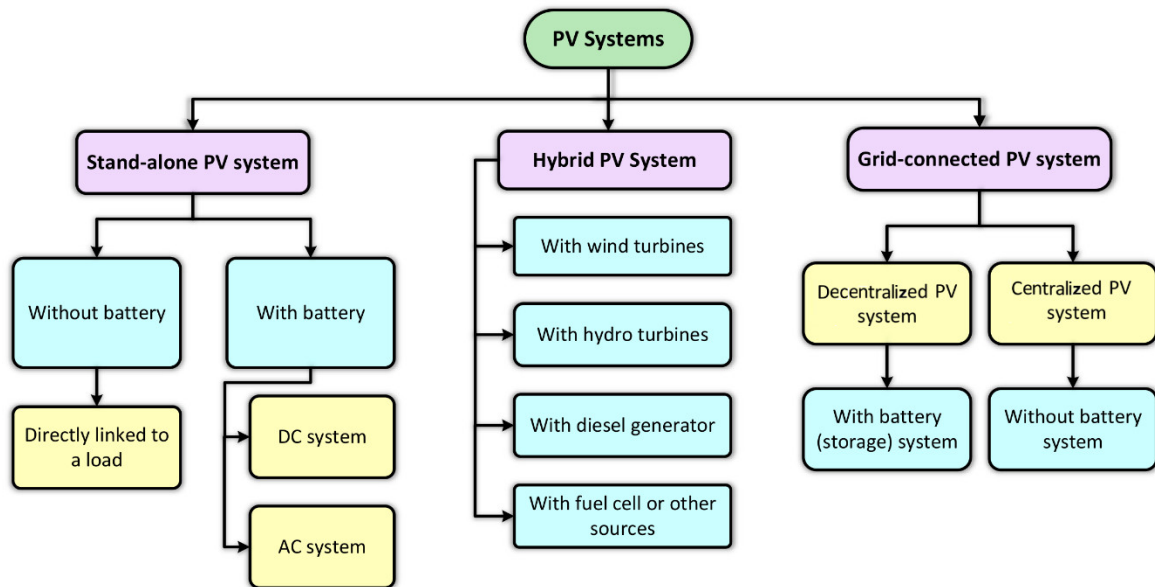 PV Systems
Stand-alone PV system
Hybrid PV System
Grid-connected PV system
Without battery
With battery
Directly linked to
a load
DC system
AC system
With wind turbines
With hydro turbines
With diesel generator
With fuel cell or other
sources
Decentralized PV
system
Centralized PV
system
With battery
(storage) system
Without battery
system